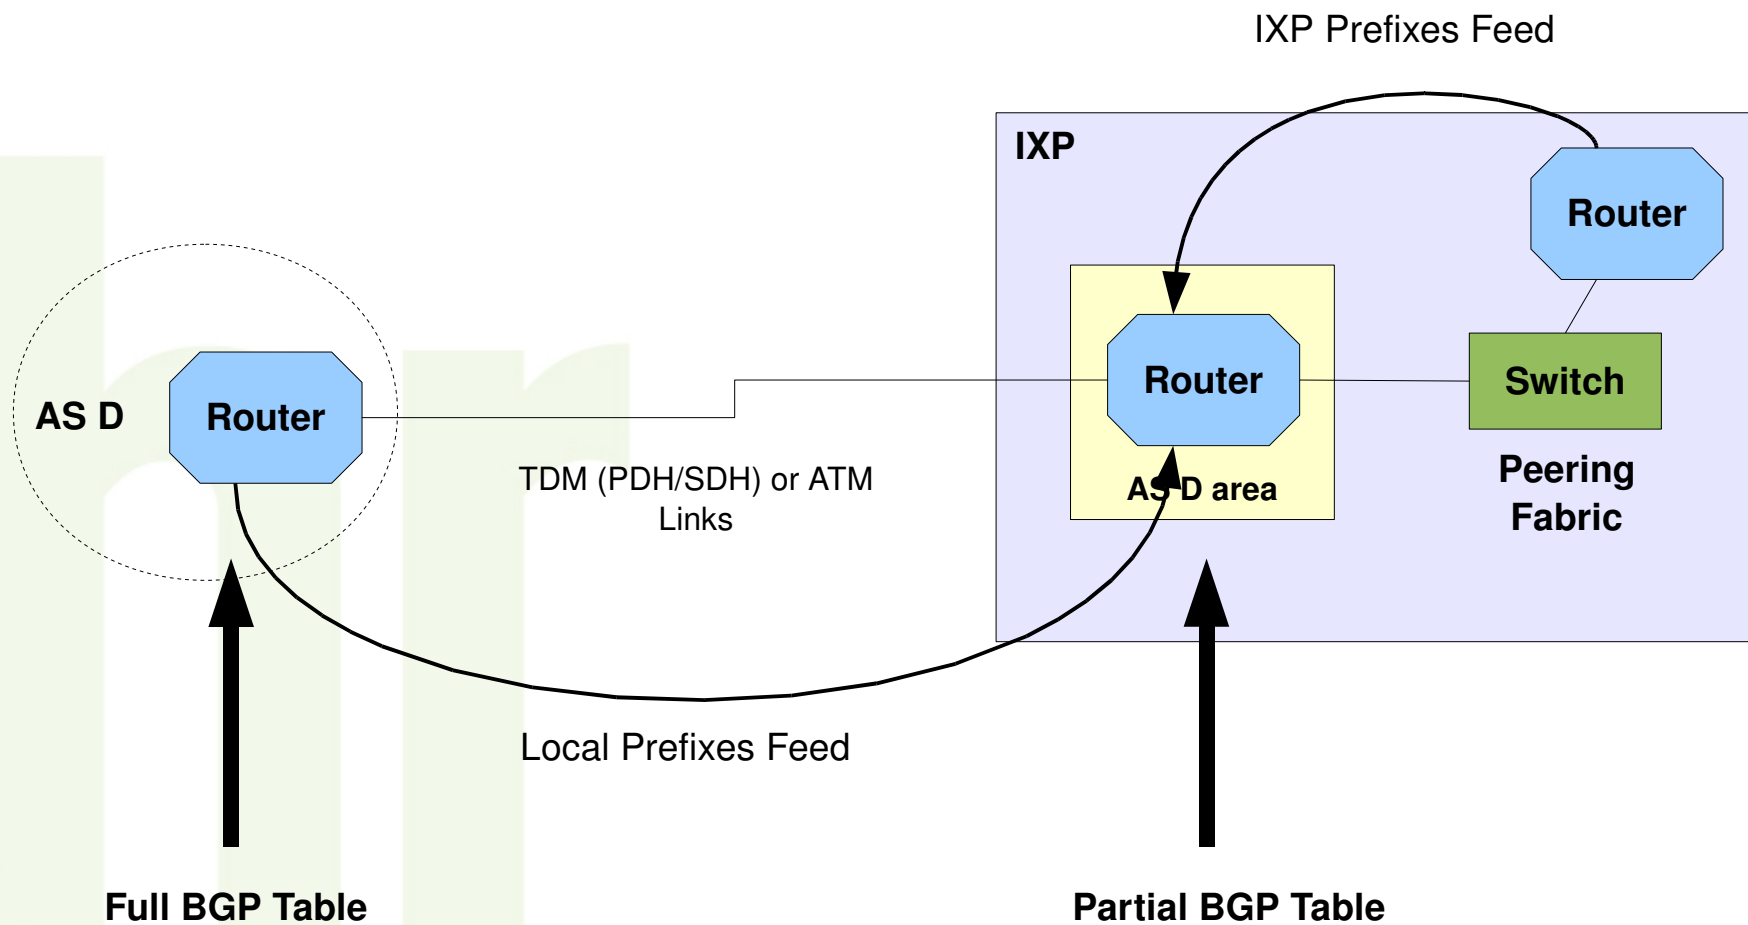 IXP Prefixes Feed
IXP
Router
Router
Switch
AS D
Router
Peering
Fabric
TDM (PDH/SDH) or ATM
Links
AS D area
Local Prefixes Feed
Full BGP Table
Partial BGP Table